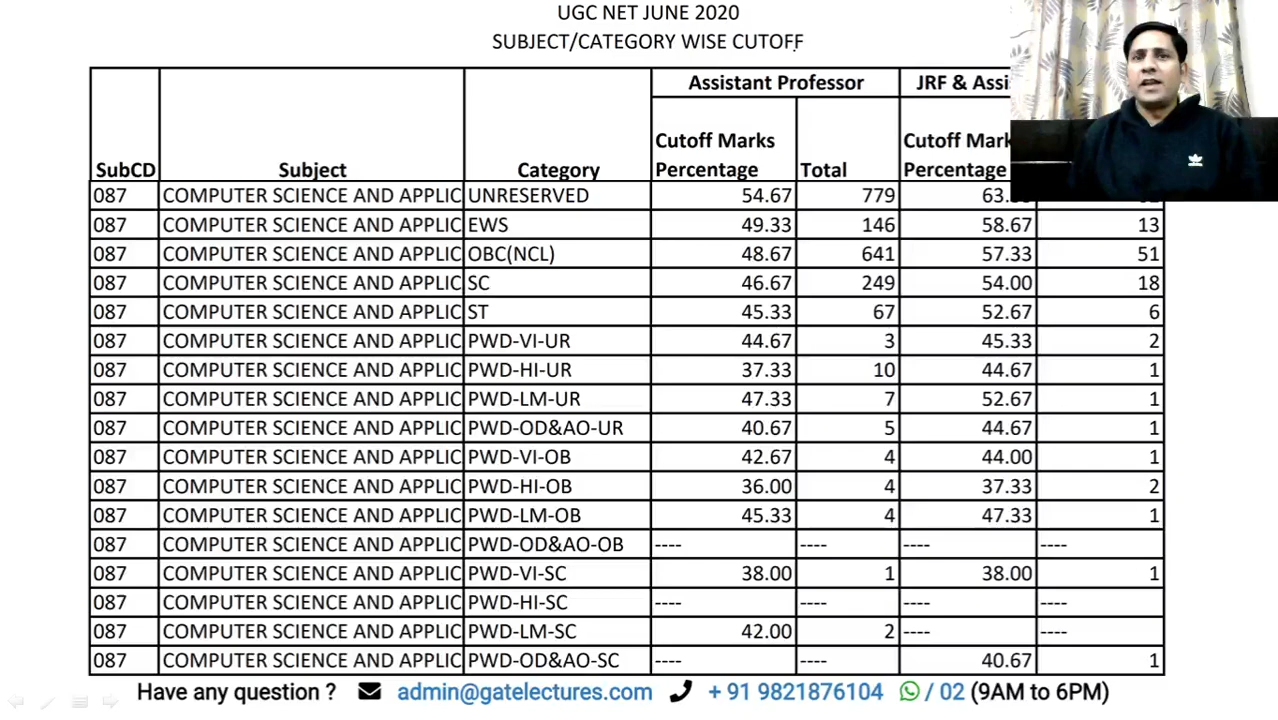 UGC NET JUNE 2020
SUBJECT/CATEGORY WISE CUTOFF
Assistant Professor JRF &
SubCD Subject Category Cutoff Marks Percentage Total Cutoff Percentage
087 COMPUTER SCIENCE AND APPLIC UNRESERVED 54.67 779
087 COMPUTER SCIENCE AND APPLIC EWS 49.33 146 58.67 13
087 COMPUTER SCIENCE AND APPLIC OBC(NCL) 48.67 641 57.33 51
087 COMPUTER SCIENCE AND APPLIC SC 46.67 249 54.00 18
087 COMPUTER SCIENCE AND APPLIC ST 45.33 67 52.67 6
087 COMPUTER SCIENCE AND APPLIC PWD-VI-UR 44.67 3 45.33 2
087 COMPUTER SCIENCE AND APPLIC PWD-HI-UR 37.33 10 44.67 1
087 COMPUTER SCIENCE AND APPLIC PWD-LM-UR 47.33 7 52.67 1
087 COMPUTER SCIENCE AND APPLIC PWD-OD&AO-UR 40.67 5 44.67 1
087 COMPUTER SCIENCE AND APPLIC PWD-VI-OB 42.67 4 44.00 1
087 COMPUTER SCIENCE AND APPLIC PWD-HI-OB 36.00 4 37.33 2
087 COMPUTER SCIENCE AND APPLIC PWD-LM-OB 45.33 4 47.33 1
087 COMPUTER SCIENCE AND APPLIC PWD-OD&AO-OB ---- ---- ---- ----
087 COMPUTER SCIENCE AND APPLIC PWD-VI-SC 38.00 1 38.00 1
087 COMPUTER SCIENCE AND APPLIC PWD-HI-SC ---- ---- ---- ----
087 COMPUTER SCIENCE AND APPLIC PWD-LM-SC 42.00 2 ---- ----
087 COMPUTER SCIENCE AND APPLIC PWD-OD&AO-SC ---- ---- 40.67 1
Have any question ? admin@gatelectures.com + 91 9821876104 / 02 (9AM to 6PM)